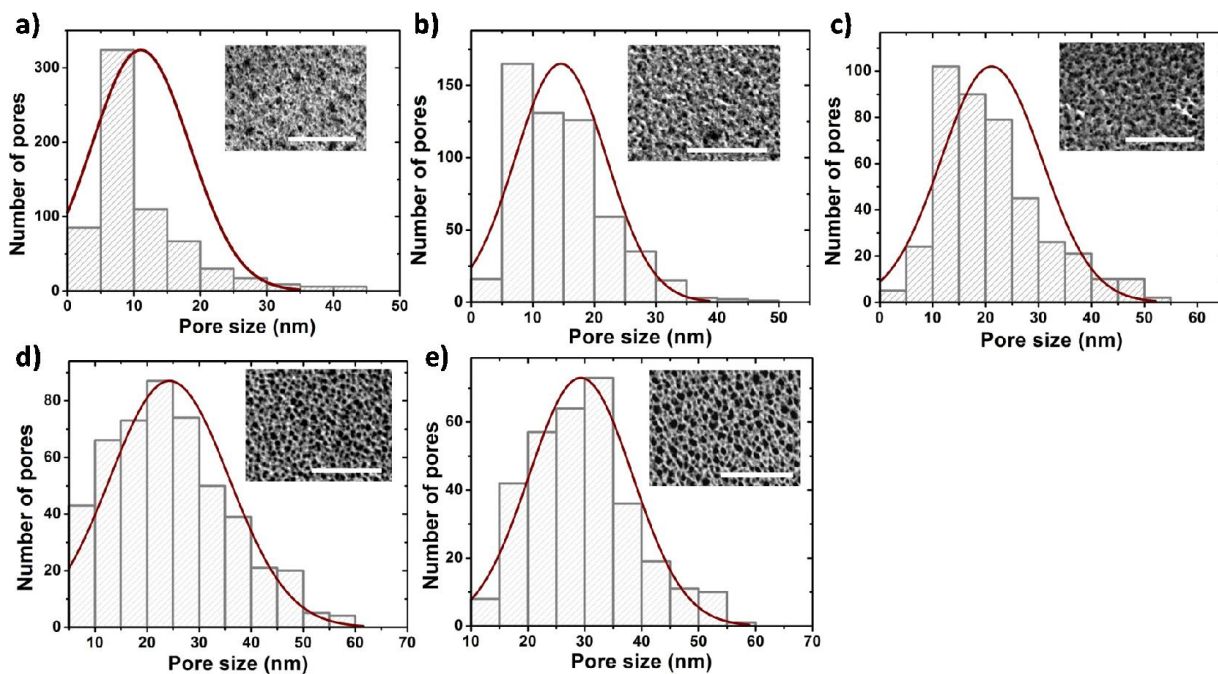 a)
Number of pores
300
200
100
0
0 10 20 30 40 50
Pore size (nm)
b)
Number of pores
175
150
125
100
75
50
25
0
0 10 20 30 40 50
Pore size (nm)
c)
Number of pores
100
80
60
40
20
0
0 10 20 30 40 50 60
Pore size (nm)
d)
Number of pores
80
60
40
20
0
10 20 30 40 50 60 70
Pore size (nm)
e)
Number of pores
60
40
20
0
10 20 30 40 50 60 70
Pore size (nm)